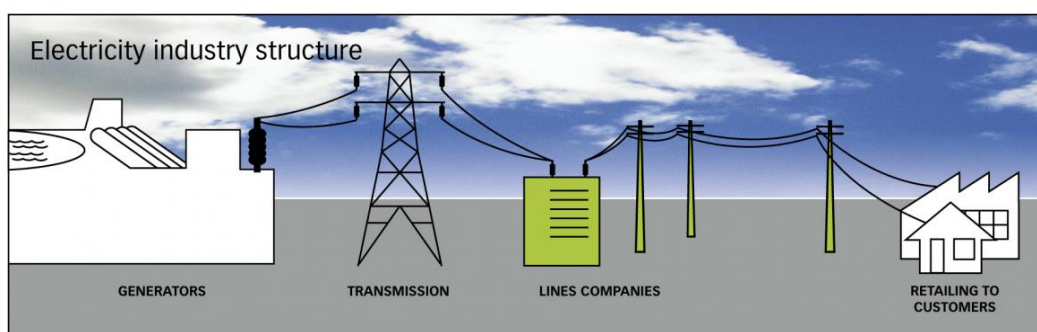 Electricity industry structure
GENERATORS
TRANSMISSION
LINES COMPANIES
RETAILING TO
CUSTOMERS